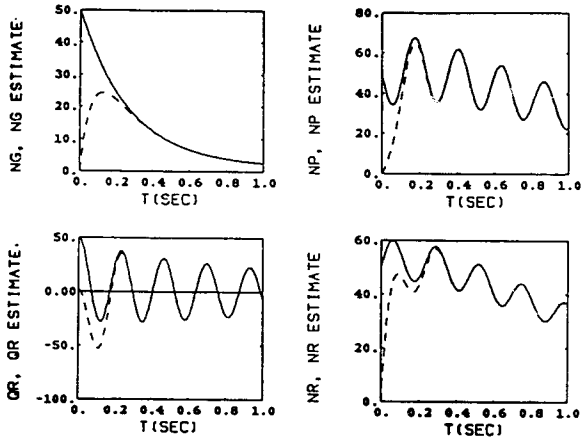 NG, NG ESTIMATE.
50.
40.
30.
20.
10.
0.
0. 0.2 0.4 0.6 0.8 1.0
T(SEC)
NP, NP ESTIMATE
80.
60.
40.
20.
0.
0. 0.2 0.4 0.6 0.8 1.0
T(SEC)
QR, QR ESTIMATE.
50.
0.00
-50.
-100.
0. 0.2 0.4 0.6 0.8 1.0
T(SEC)
NR, NR ESTIMATE
60.
40.
20.
0.
0. 0.2 0.4 0.6 0.8 1.0
T(SEC)